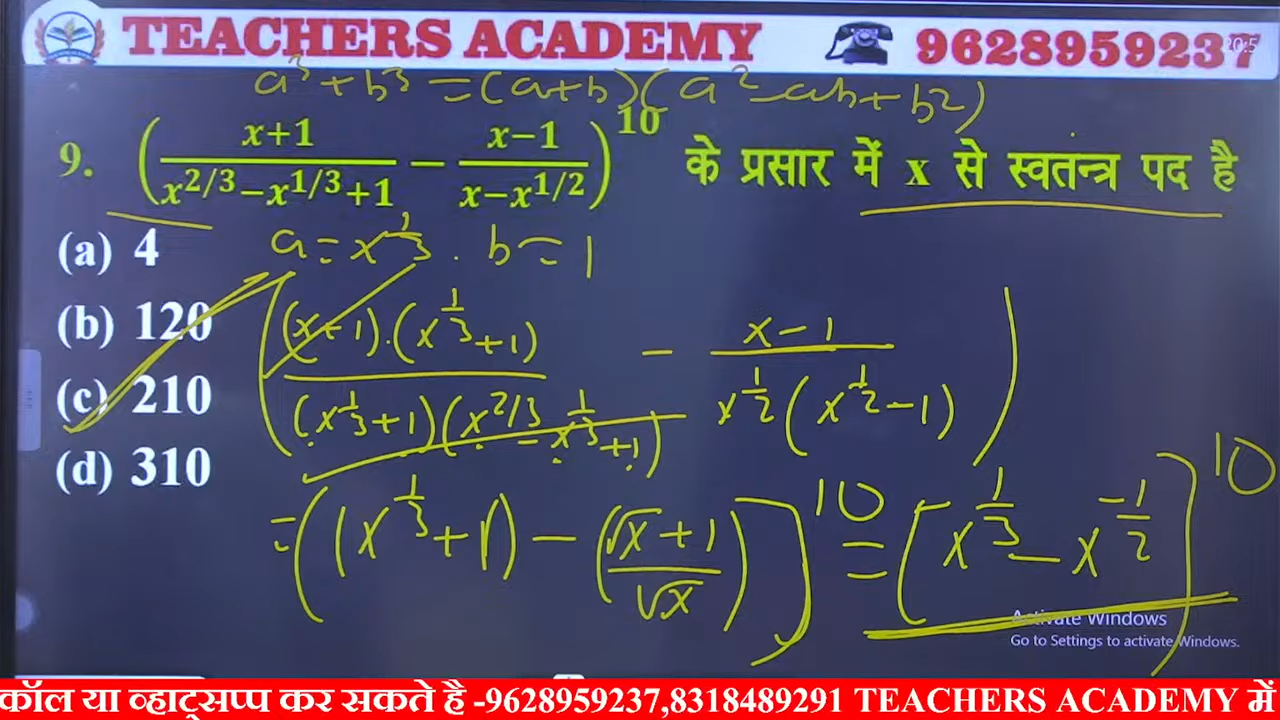 TEACHERS ACADEMY 9628959237
20:5
a³ + b³ = (a+b)(a² - ab + b²)
9. ((x+1)/(x^{2/3} - x^{1/3} + 1) - (x-1)/(x - x^{1/2}))^{10} के प्रसार में x से स्वतन्त्र पद है
(a) 4
a = x^{1/3} . b = 1
(b) 120
(c) 210
(d) 310
((x+1).(x^{1/3}+1)/((x^{1/3}+1)(x^{2/3} - x^{1/3} + 1)) - (x-1)/(x^{1/2}(x^{1/2}-1)))
= ((x^{1/3}+1) - ((√x+1)/√x))^{10} = (x^{1/3} - x^{-1/2})^{10}
Activate Windows
Go to Settings to activate Windows.
कॉल या व्हाट्सप्प कर सकते है -9628959237,8318489291 TEACHERS ACADEMY में